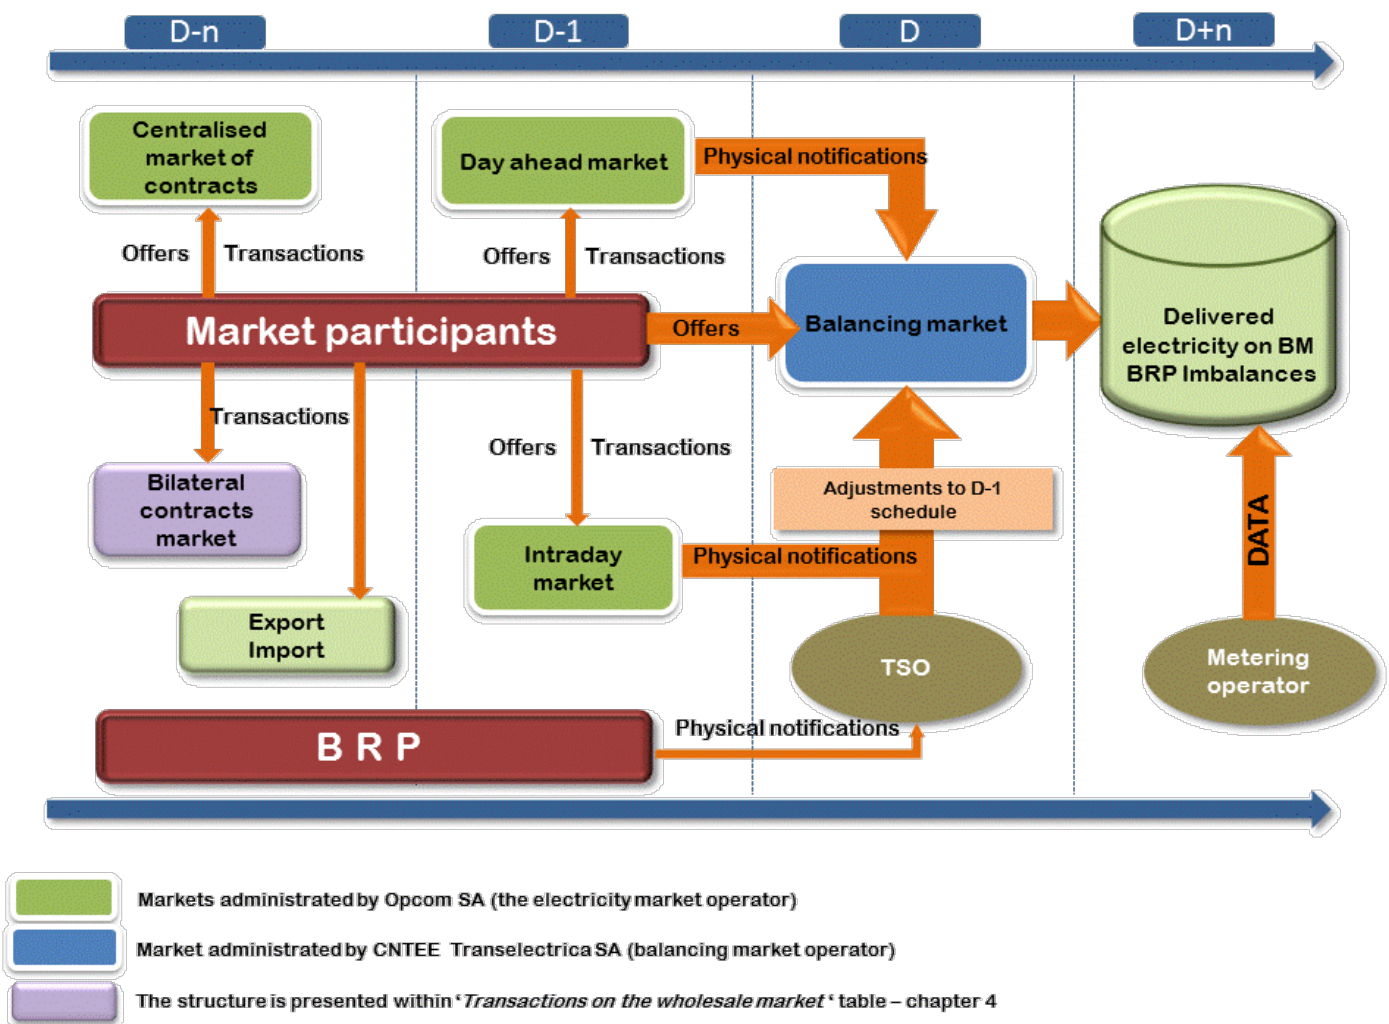 D-n
D-1
D
D+n
Centralised
market of
contracts
Day ahead market
Physical notifications
Offers
Transactions
Offers
Transactions
Market participants
Offers
Balancing market
Delivered
electricity on BM
BRP Imbalances
Transactions
Offers
Transactions
Bilateral
contracts
market
Adjustments to D-1
schedule
DATA
Intraday
market
Physical notifications
Export
Import
TSO
Metering
operator
B R P
Physical notifications
Markets administrated by Opcom SA (the electricity market operator)
Market administrated by CNTEE Transelectrica SA (balancing market operator)
The structure is presented within ‘Transactions on the wholesale market ‘ table – chapter 4